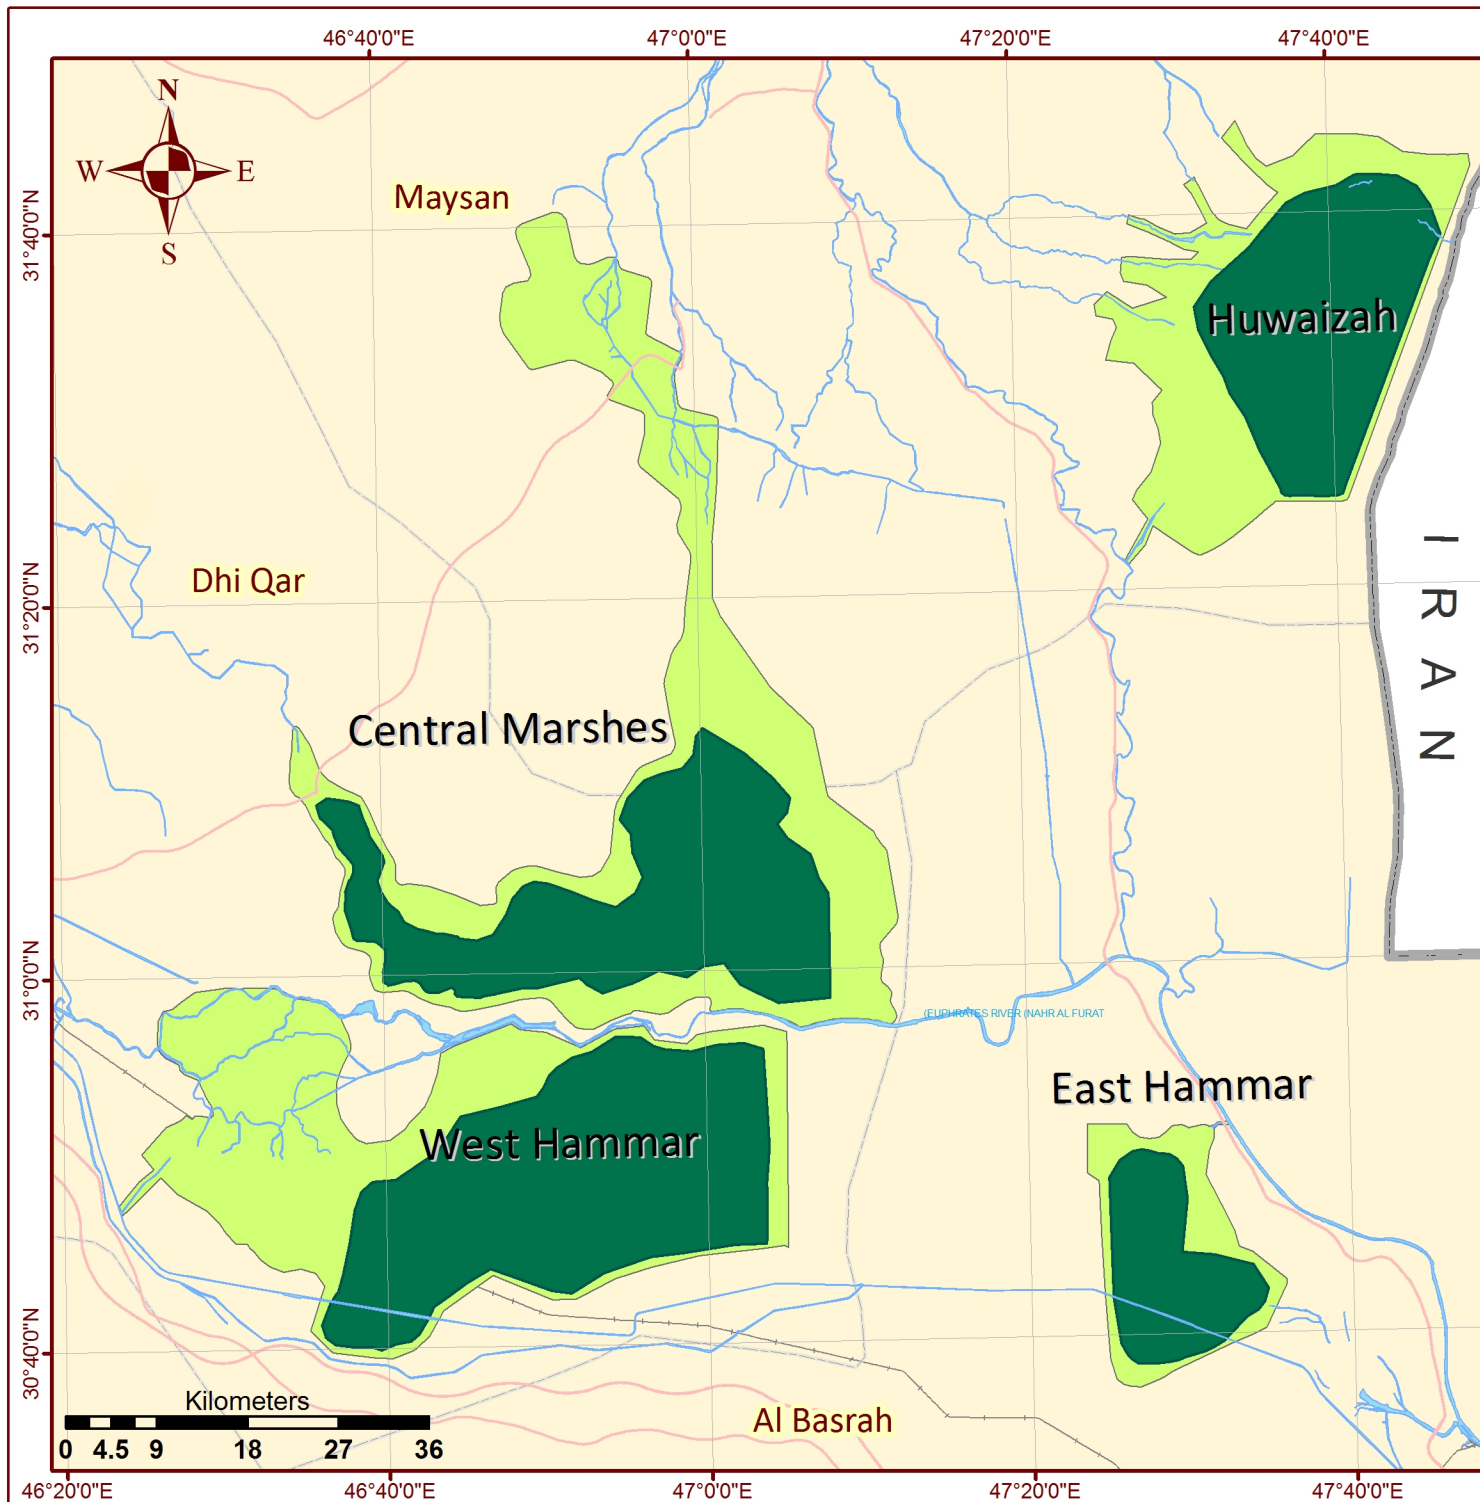 46°40'0"E 47°0'0"E 47°20'0"E 47°40'0"E
N
W E
S
Maysan
31°40'0"N
Huwaizah
IRAN
Dhi Qar
31°20'0"N
Central Marshes
31°0'0"N
(EUPHRATES RIVER (NAHR AL FURAT
East Hammar
West Hammar
30°40'0"N
Kilometers
0 4.5 9 18 27 36
Al Basrah
46°20'0"E 46°40'0"E 47°0'0"E 47°20'0"E 47°40'0"E